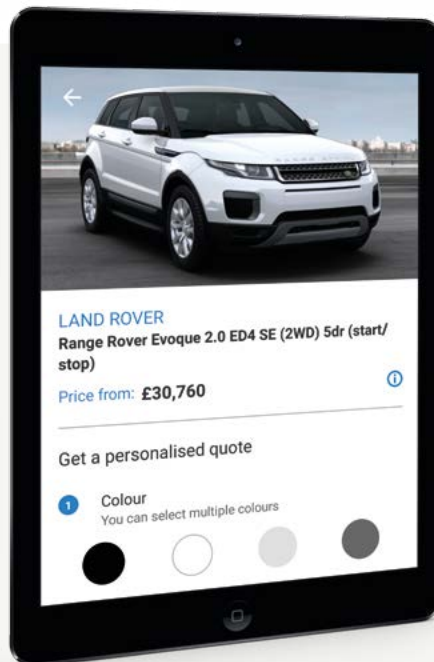 LAND ROVER
Range Rover Evoque 2.0 ED4 SE (2WD) 5dr (start/
stop)
Price from: £30,760
Get a personalised quote
1 Colour
You can select multiple colours